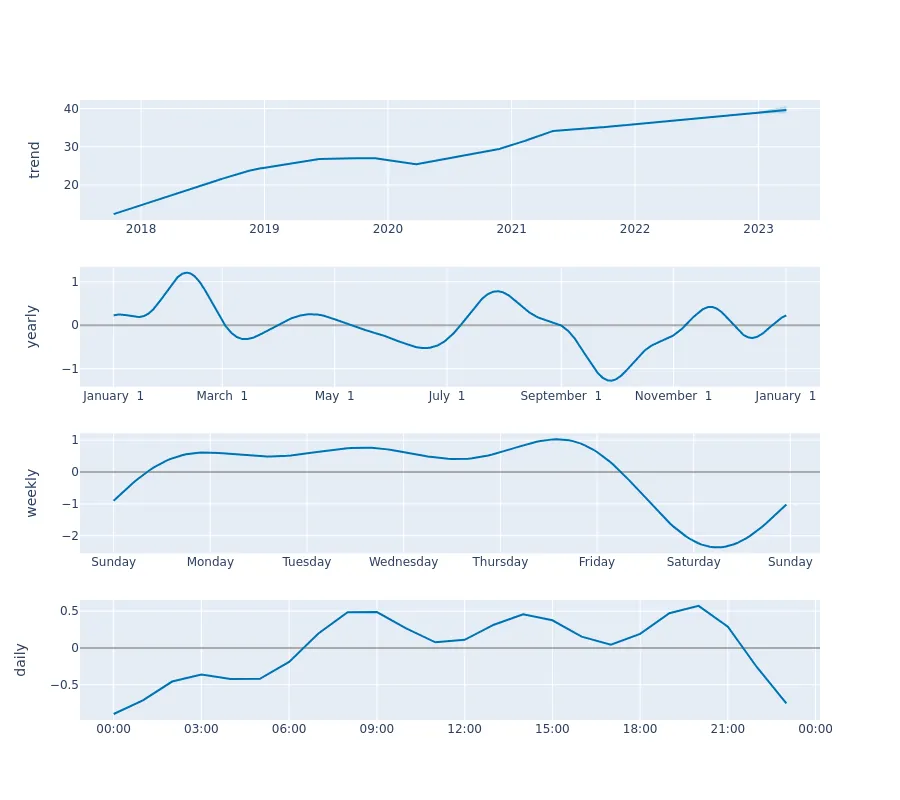 trend
40
30
20
2018 2019 2020 2021 2022 2023
yearly
1
0
−1
January 1 March 1 May 1 July 1 September 1 November 1 January 1
weekly
1
0
−1
−2
Sunday Monday Tuesday Wednesday Thursday Friday Saturday Sunday
daily
0.5
0
−0.5
00:00 03:00 06:00 09:00 12:00 15:00 18:00 21:00 00:00